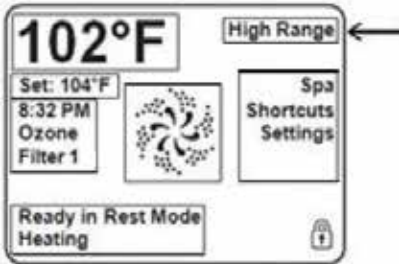 102°F
High Range
Set: 104°F
8:32 PM
Ozone
Filter 1
Spa
Shortcuts
Settings
Ready in Rest Mode
Heating